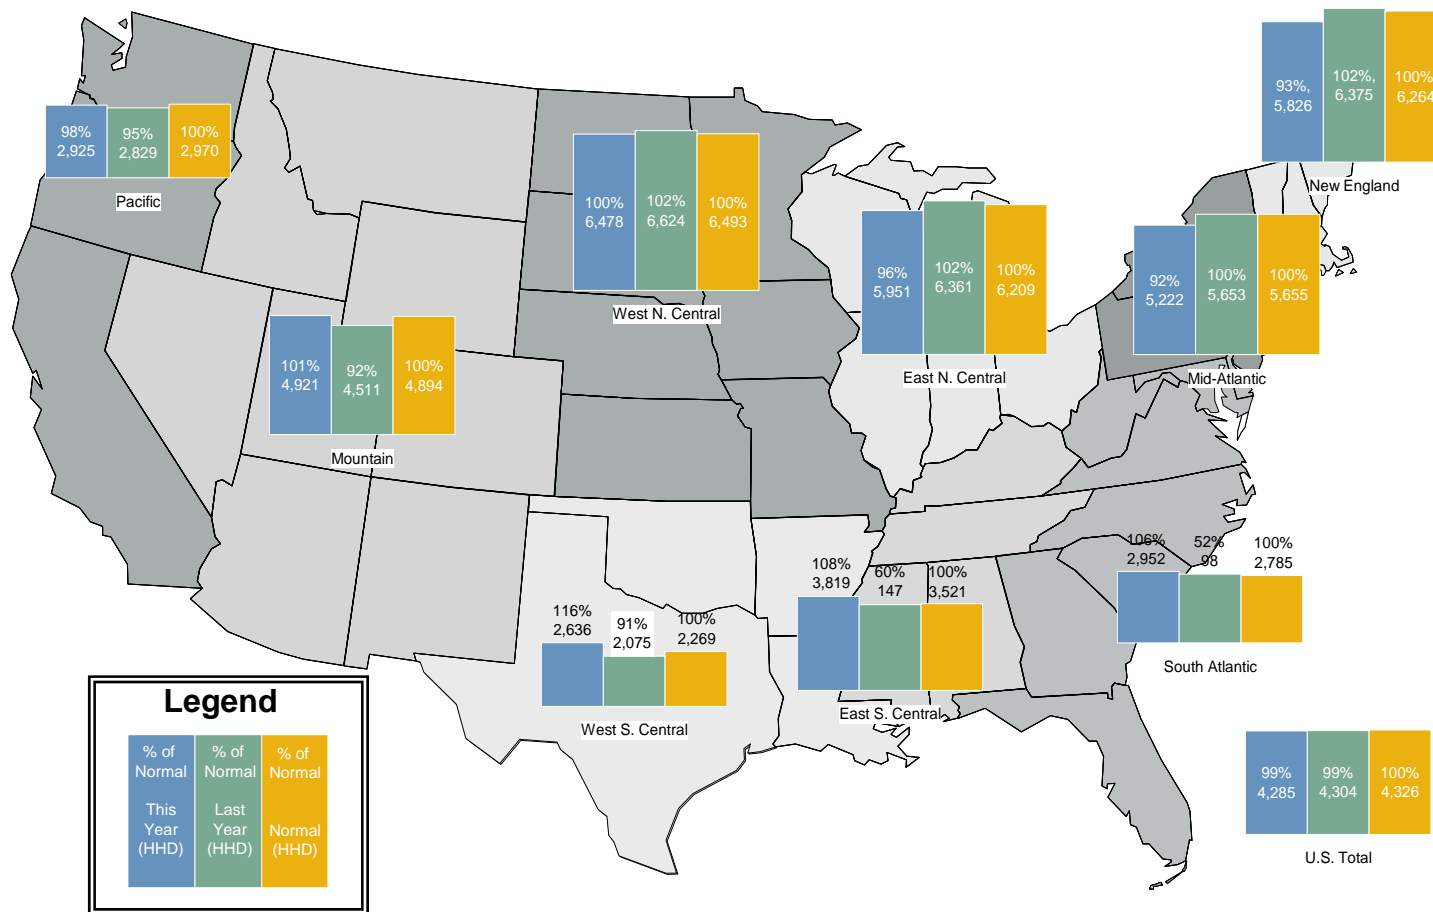 93%,
5,826
102%,
6,375
100%
6,264
New England
98%
2,925
95%
2,829
100%
2,970
Pacific
100%
6,478
102%
6,624
100%
6,493
West N. Central
96%
5,951
102%
6,361
100%
6,209
East N. Central
92%
5,222
100%
5,653
100%
5,655
Mid-Atlantic
101%
4,921
92%
4,511
100%
4,894
Mountain
116%
2,636
91%
2,075
100%
2,269
West S. Central
108%
3,819
60%
147
100%
3,521
East S. Central
106%
2,952
52%
98
100%
2,785
South Atlantic
99%
4,285
99%
4,304
100%
4,326
U.S. Total
Legend
% of
Normal
This
Year
(HHD)
% of
Normal
Last
Year
(HHD)
% of
Normal
Normal
(HHD)